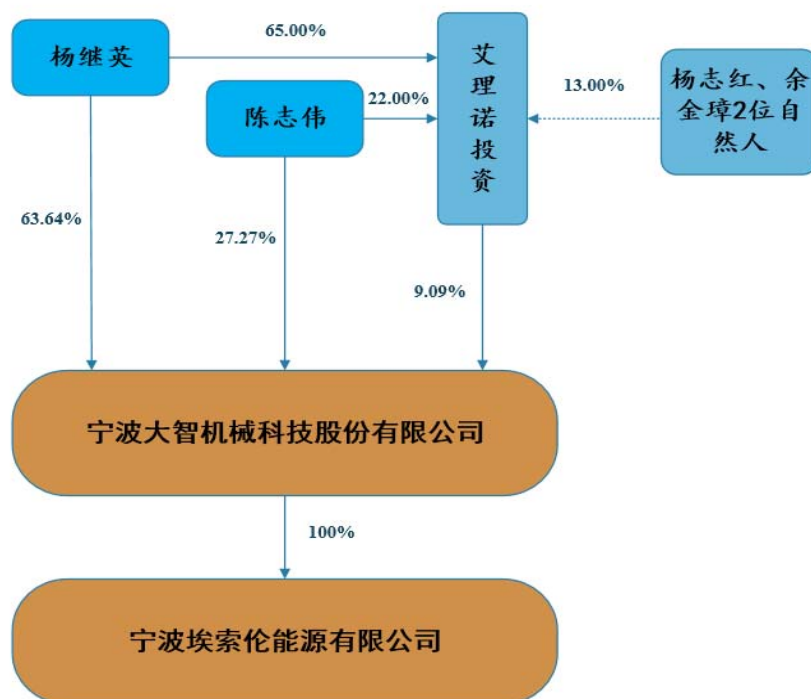 杨继英
65.00%
陈志伟
22.00%
艾
理
诺
投
资
13.00%
杨志红、余
金璋2位自
然人
63.64%
27.27%
9.09%
宁波大智机械科技股份有限公司
100%
宁波埃索伦能源有限公司